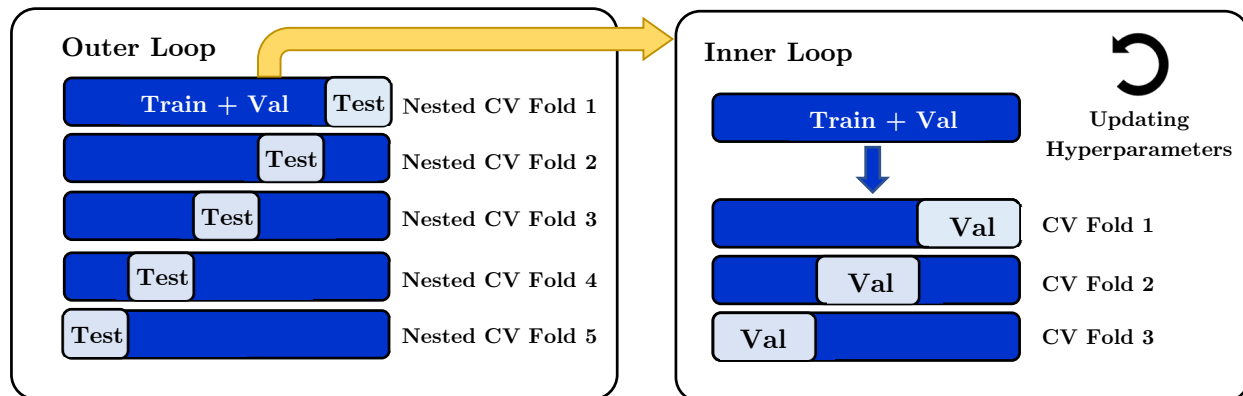 Outer Loop
Train + Val
Test
Nested CV Fold 1
Test
Nested CV Fold 2
Test
Nested CV Fold 3
Test
Nested CV Fold 4
Test
Nested CV Fold 5
Inner Loop
Train + Val
Updating
Hyperparameters
Val
CV Fold 1
Val
CV Fold 2
Val
CV Fold 3